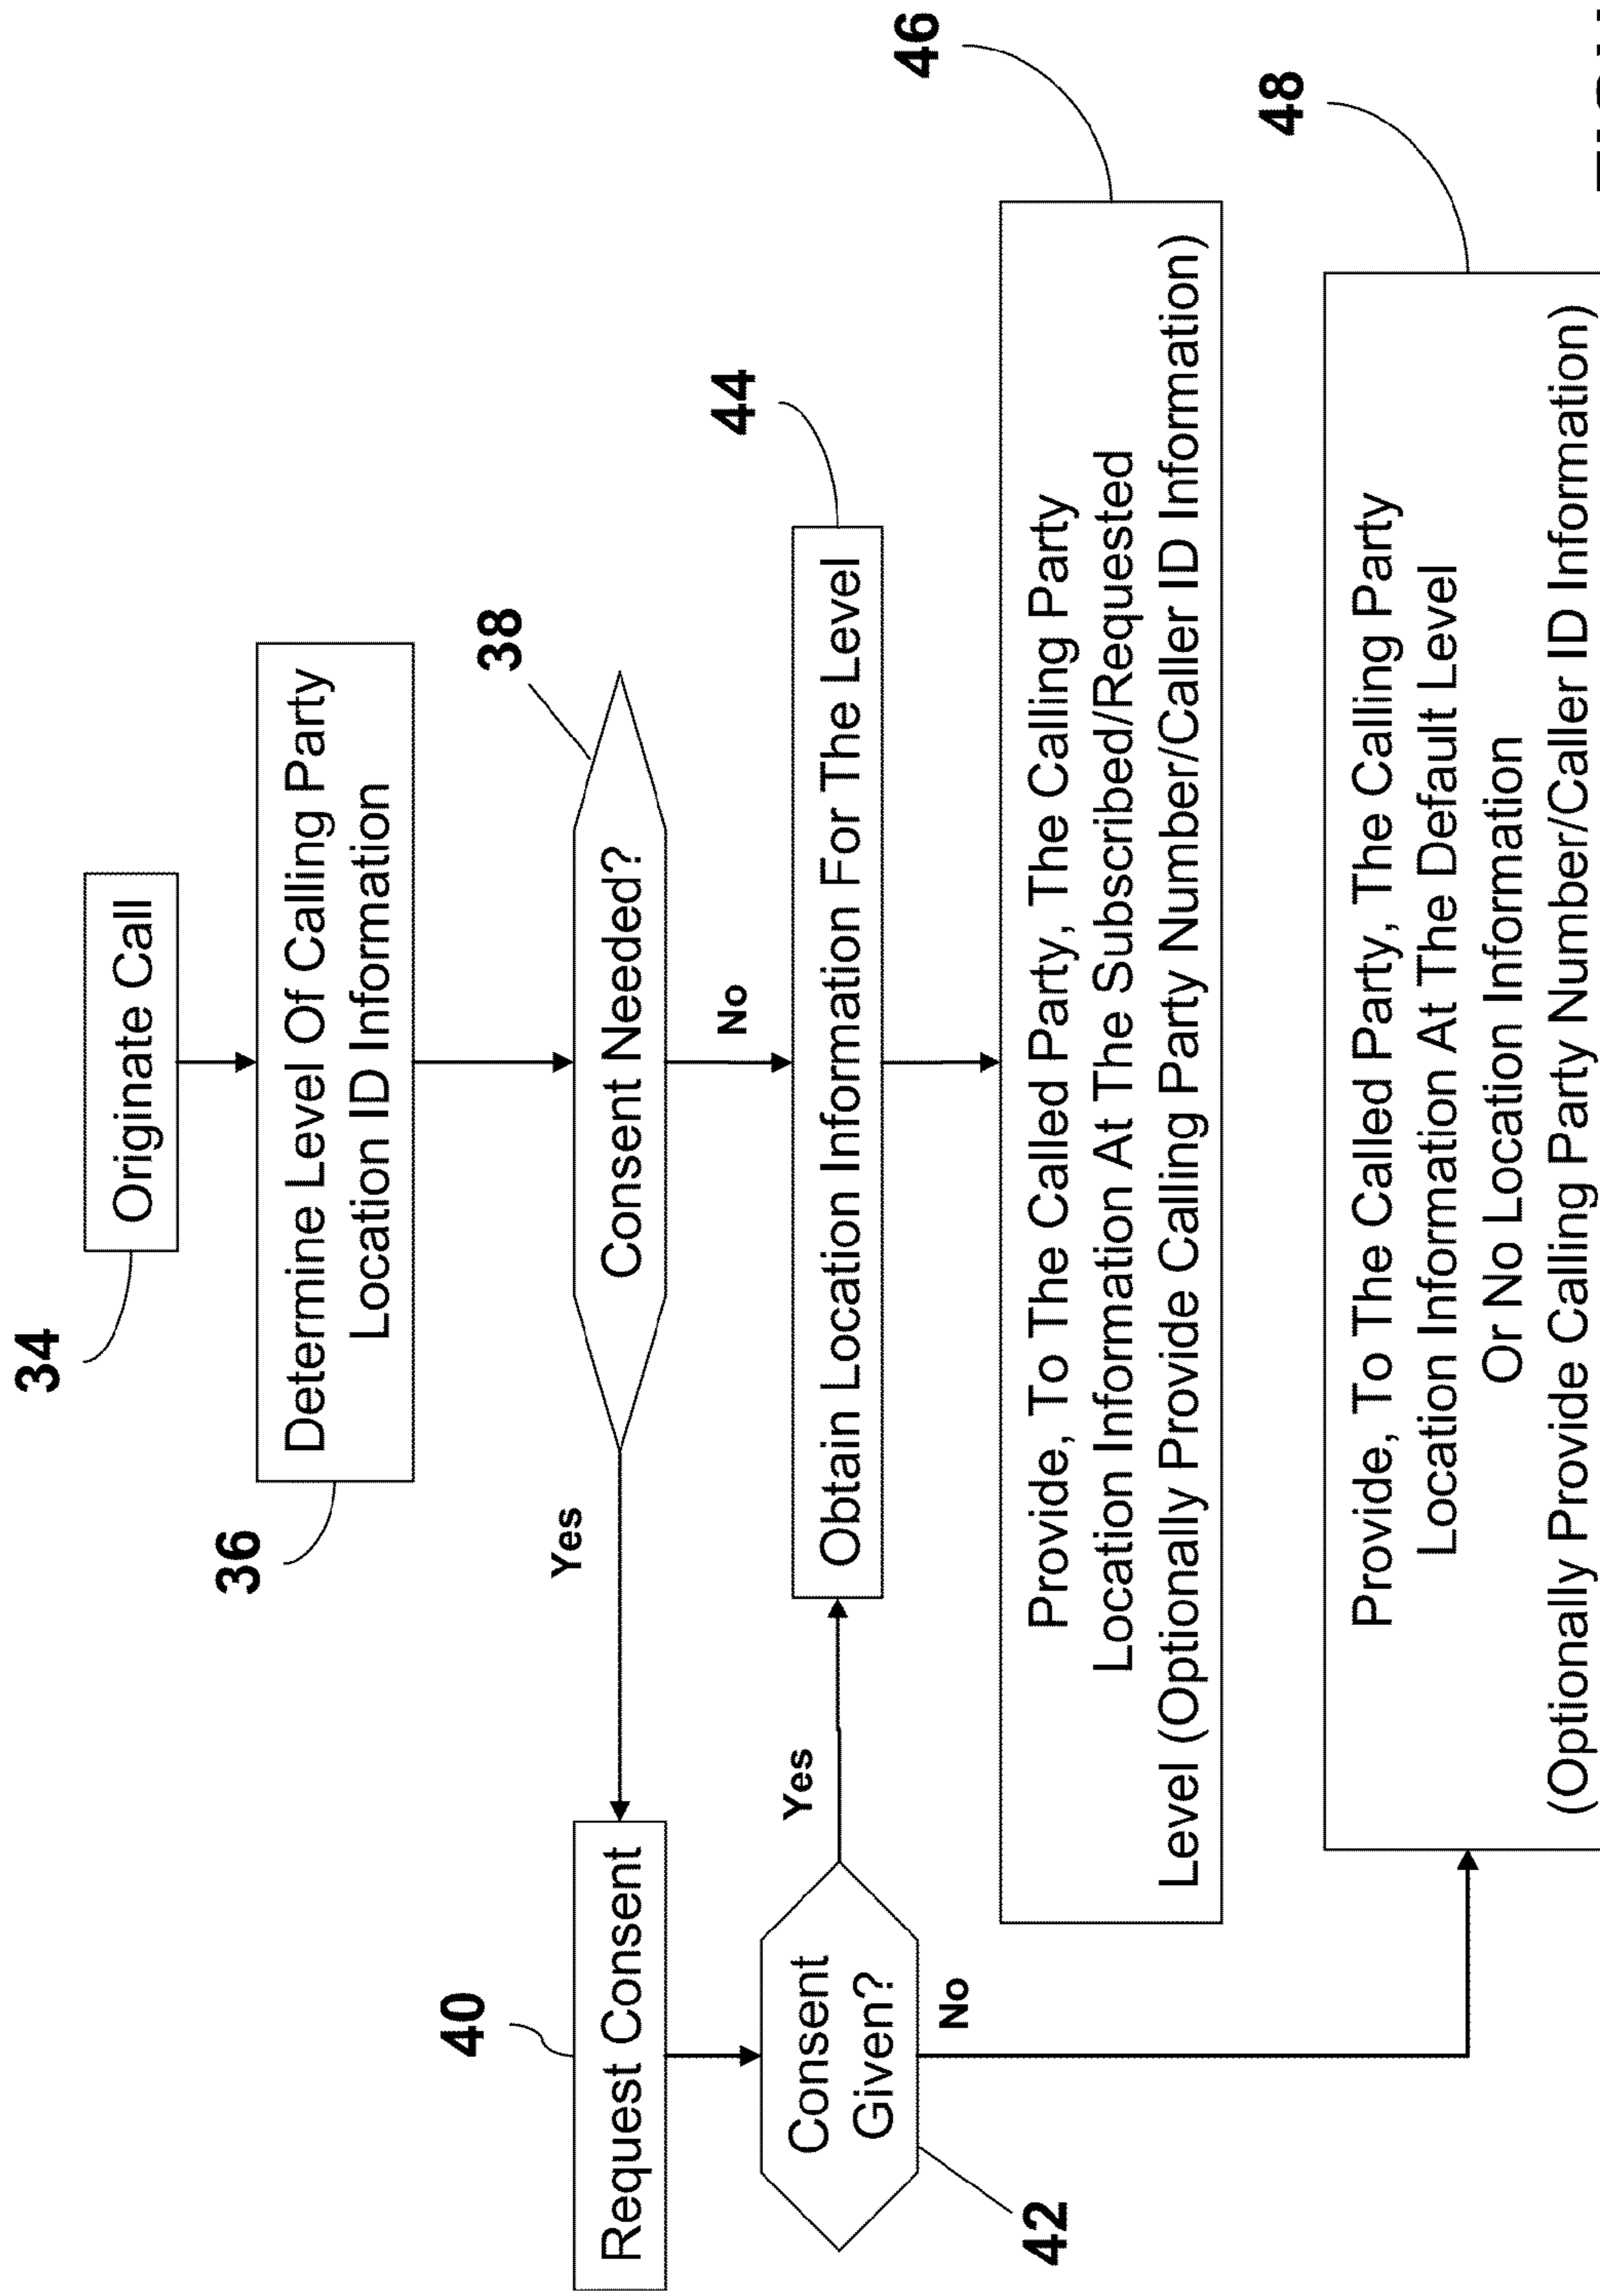 34
Originate Call
36
Determine Level Of Calling Party
Location ID Information
38
Consent Needed?
Yes
No
40
Request Consent
42
Consent
Given?
Yes
No
44
Obtain Location Information For The Level
46
Provide, To The Called Party, The Calling Party
Location Information At The Subscribed/Requested
Level (Optionally Provide Calling Party Number/Caller ID Information)
48
Provide, To The Called Party, The Calling Party
Location Information At The Default Level
Or No Location Information
(Optionally Provide Calling Party Number/Caller ID Information)